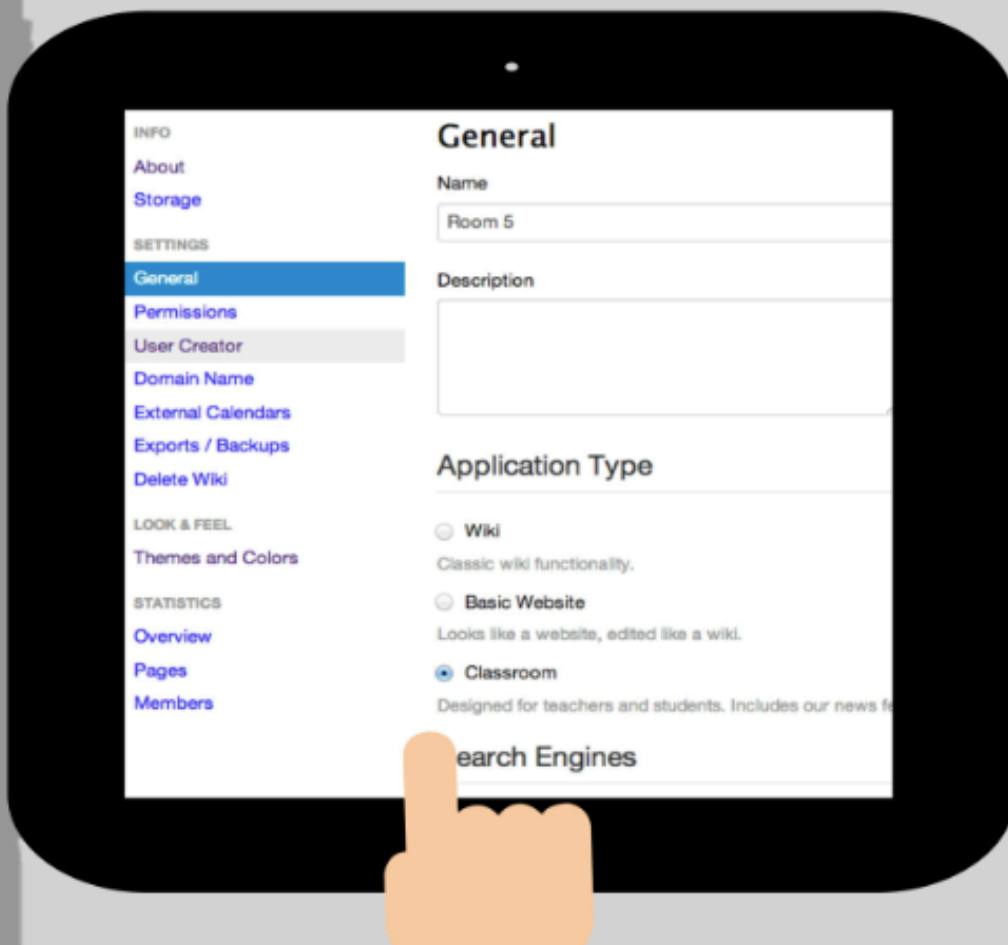 INFO
About
Storage
SETTINGS
General
Permissions
User Creator
Domain Name
External Calendars
Exports / Backups
Delete Wiki
LOOK & FEEL
Themes and Colors
STATISTICS
Overview
Pages
Members
General
Name
Room 5
Description
Application Type
Wiki
Classic wiki functionality.
Basic Website
Looks like a website, edited like a wiki.
Classroom
Designed for teachers and students. Includes our news fe
earch Engines